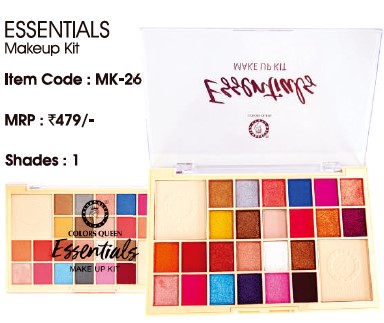 ESSENTIALS
Makeup Kit
Item Code : MK-26
MRP : ₹479/-
Shades : 1
MAKE UP KIT
Essentials
COLORS QUEEN
Essentials
MAKE UP KIT